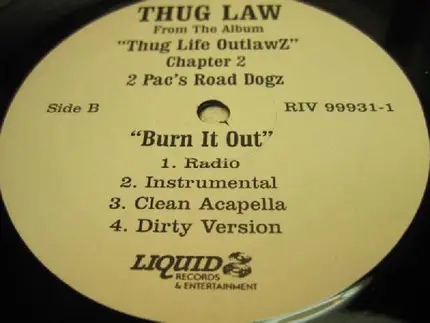 THUG LAW
From The Album
"Thug Life OutlawZ"
Chapter 2
2 Pac's Road Dogz
Side B RIV 99931-1
"Burn It Out"
1. Radio
2. Instrumental
3. Clean Acapella
4. Dirty Version
LIQUID
RECORDS
& ENTERTAINMENT